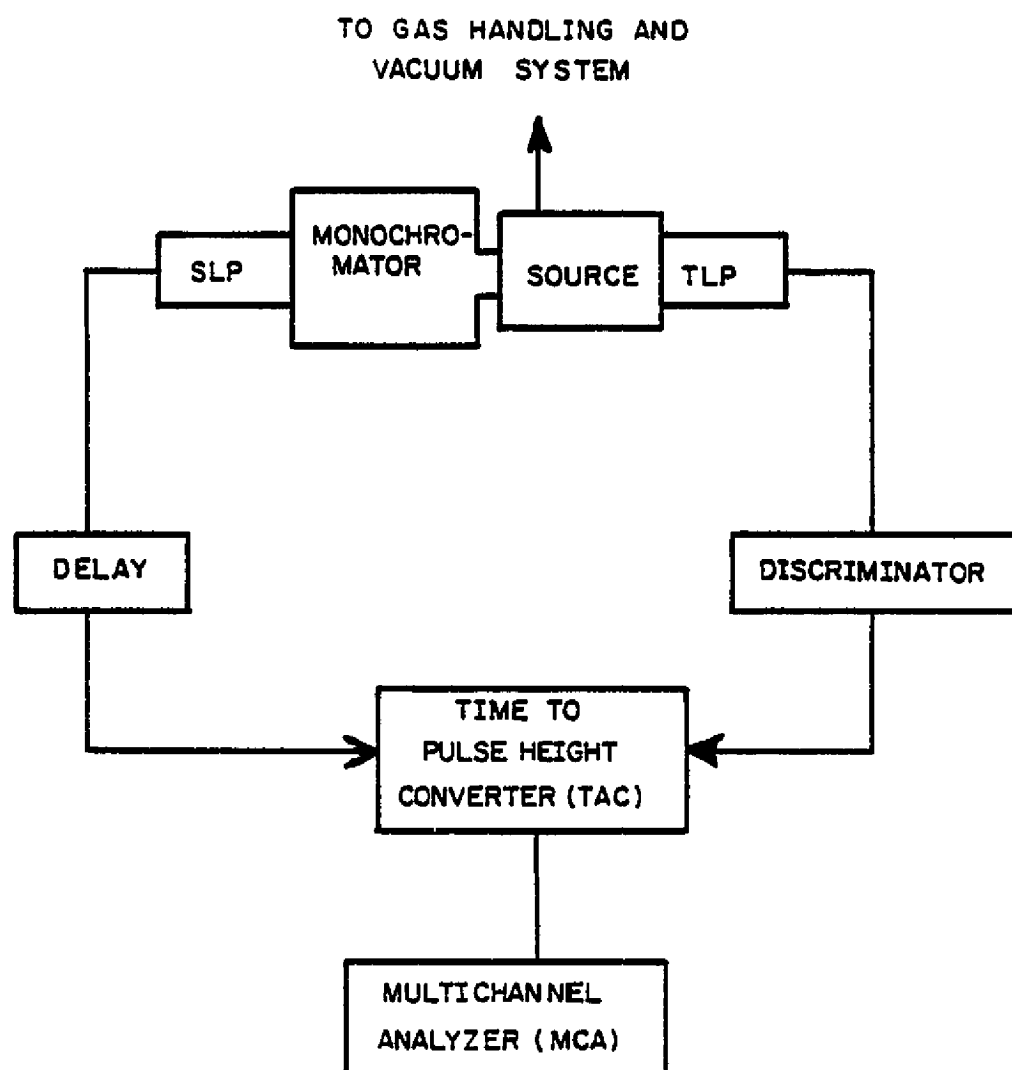 TO GAS HANDLING AND
VACUUM SYSTEM
MONOCHRO-
MATOR
SLP
SOURCE
TLP
DELAY
DISCRIMINATOR
TIME TO
PULSE HEIGHT
CONVERTER (TAC)
MULTICHANNEL
ANALYZER (MCA)